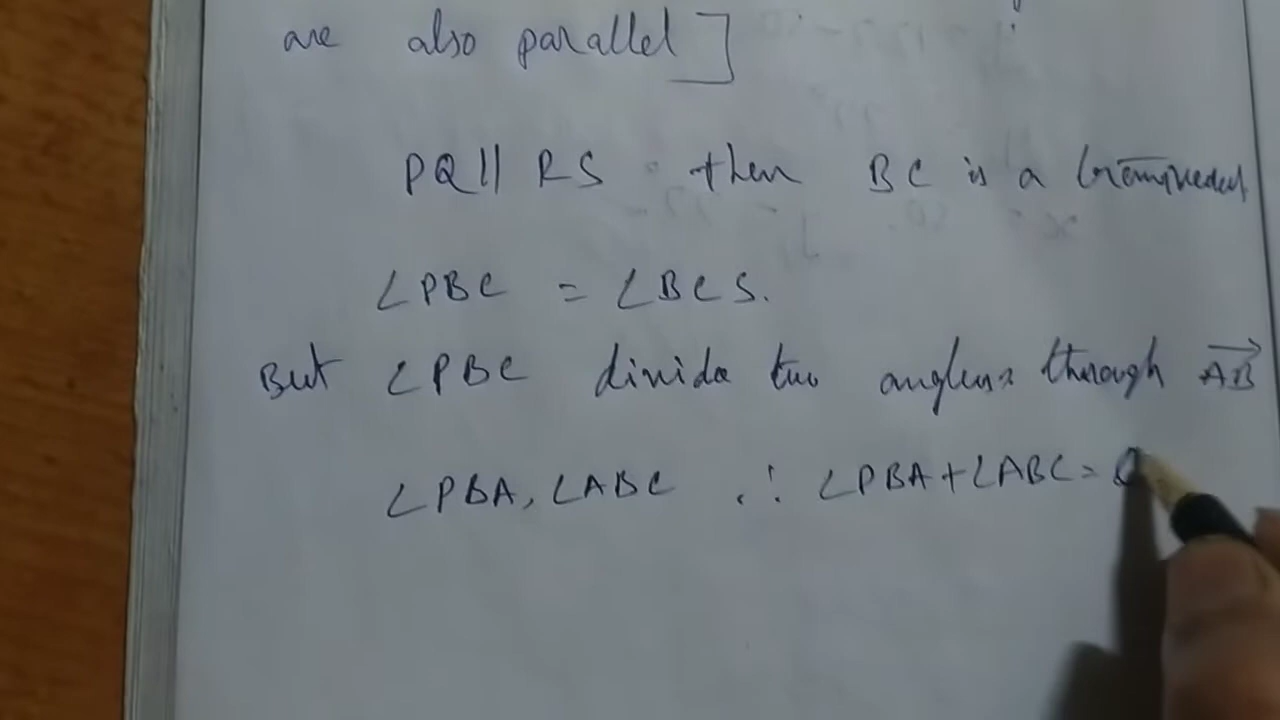 are also parallel]
PQ || RS then BC is a
∠PBC = ∠BCS.
But ∠PBC divide two through AB
∠PBA, ∠ABC ∴ ∠PBA+∠ABC=